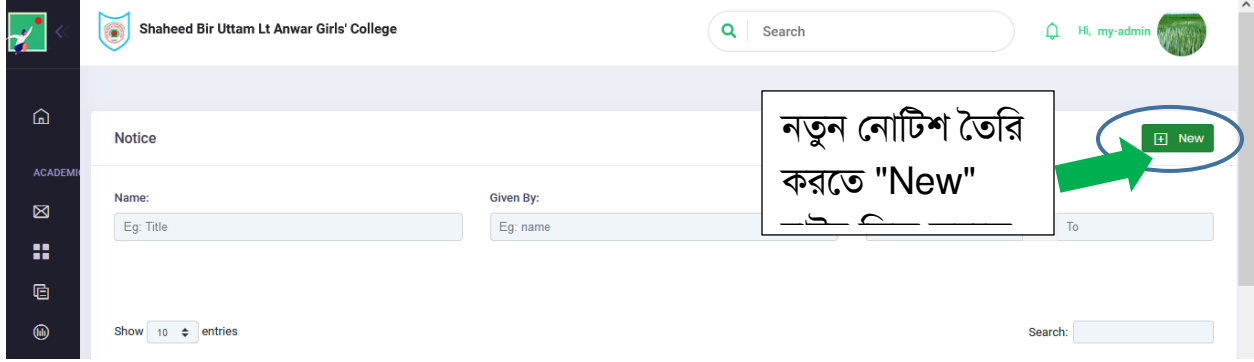 Shaheed Bir Uttam Lt Anwar Girls' College
Search
Hi, my-admin
Notice
নতুন নোটিশ তৈরি
করতে "New"
New
ACADEMI
Name:
Given By:
Eg: Title
Eg: name
To
Show 10 entries
Search: